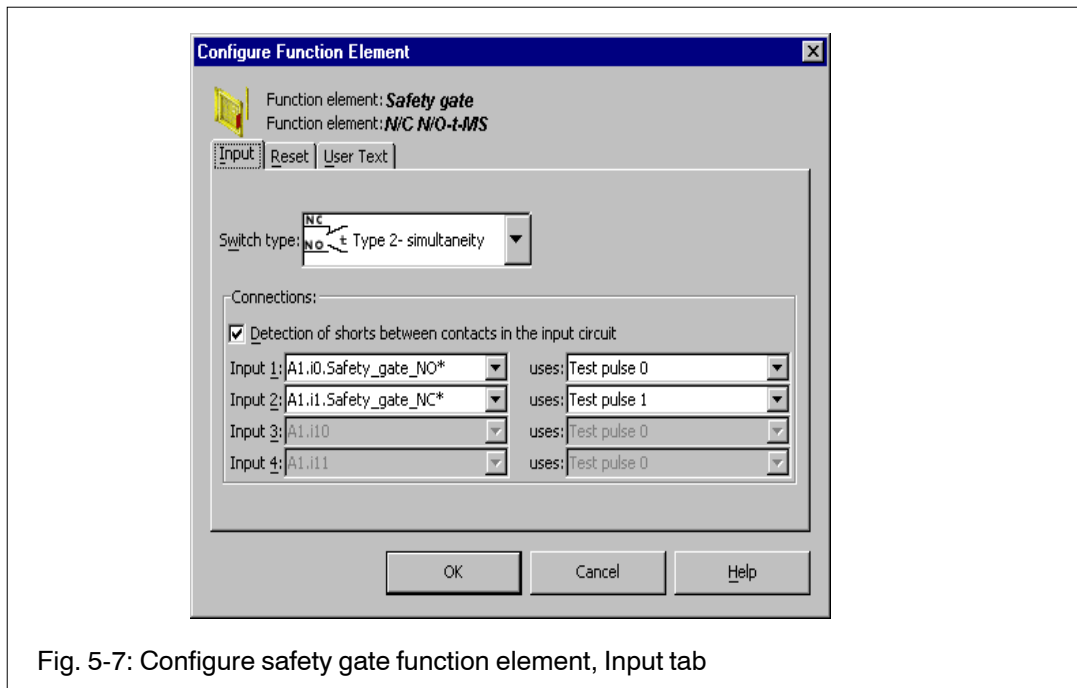 Configure Function Element
Function element: Safety gate
Function element: N/C N/O-t-MS
Input Reset User Text
Switch type: NC NO t Type 2- simultaneity
Connections:
Detection of shorts between contacts in the input circuit
Input 1: A1.i0.Safety_gate_NO* uses: Test pulse 0
Input 2: A1.i1.Safety_gate_NC* uses: Test pulse 1
Input 3: A1.i10 uses: Test pulse 0
Input 4: A1.i11 uses: Test pulse 0
OK Cancel Help
Fig. 5-7: Configure safety gate function element, Input tab